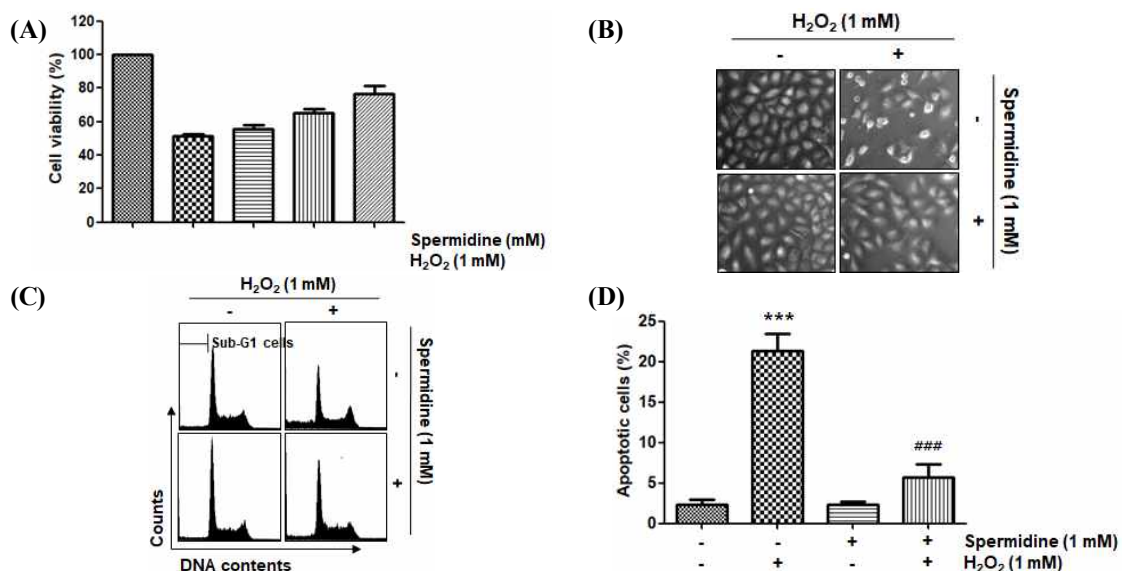 (A)
Cell viability (%)
120
100
80
60
40
20
0
Spermidine (mM)
H₂O₂ (1 mM)
(B)
H₂O₂ (1 mM)
- +
Spermidine (1 mM)
-
+
(C)
H₂O₂ (1 mM)
- +
Sub-G1 cells
Spermidine (1 mM)
-
+
Counts
DNA contents
(D)
Apoptotic cells (%)
25
20
15
10
5
0
***
###
- - + + Spermidine (1 mM)
- + - + H₂O₂ (1 mM)